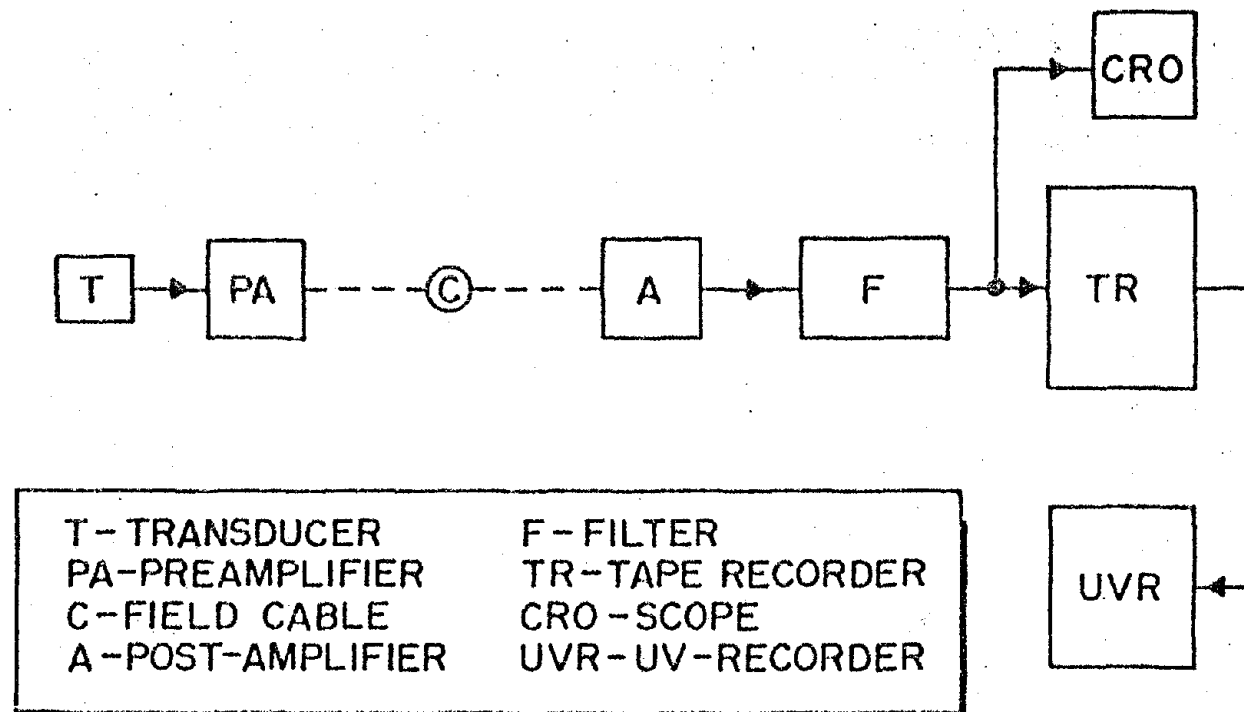 CRO
T
PA
C
A
F
TR
T-TRANSDUCER
PA-PREAMPLIFIER
C-FIELD CABLE
A-POST-AMPLIFIER
F-FILTER
TR-TAPE RECORDER
CRO-SCOPE
UVR-UV-RECORDER
UVR